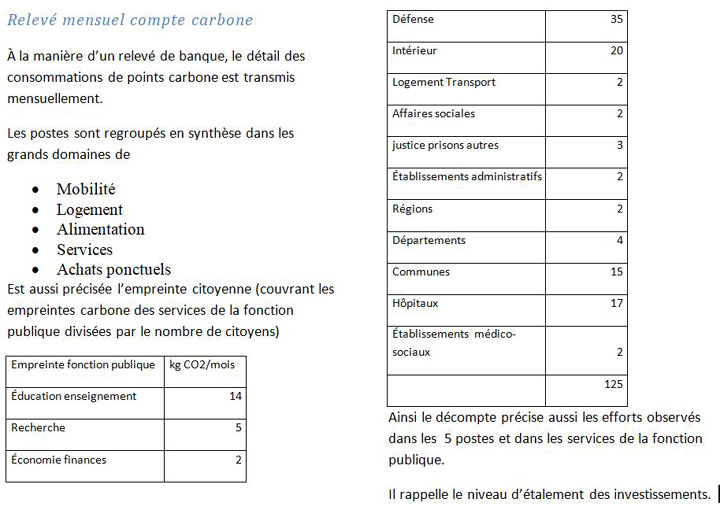 Relevé mensuel compte carbone
À la manière d’un relevé de banque, le détail des
consommations de points carbone est transmis
mensuellement.
Les postes sont regroupés en synthèse dans les
grands domaines de
• Mobilité
• Logement
• Alimentation
• Services
• Achats ponctuels
Est aussi précisée l’empreinte citoyenne (couvrant les
empreintes carbone des services de la fonction
publique divisées par le nombre de citoyens)
Empreinte fonction publique kg CO2/mois
Éducation enseignement 14
Recherche 5
Économie finances 2
Défense 35
Intérieur 20
Logement Transport 2
Affaires sociales 2
justice prisons autres 3
Établissements administratifs 2
Régions 2
Départements 4
Communes 15
Hôpitaux 17
Établissements médico-
sociaux 2
125
Ainsi le décompte précise aussi les efforts observés
dans les 5 postes et dans les services de la fonction
publique.
Il rappelle le niveau d’étalement des investissements.